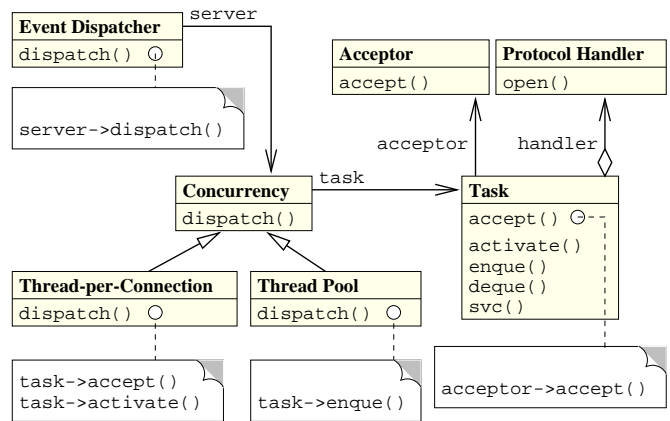 server
Event Dispatcher
dispatch()
server->dispatch()
Acceptor
accept()
Protocol Handler
open()
acceptor
handler
Concurrency
dispatch()
task
Task
accept()
activate()
enque()
deque()
svc()
Thread-per-Connection
dispatch()
Thread Pool
dispatch()
task->accept()
task->activate()
task->enque()
acceptor->accept()